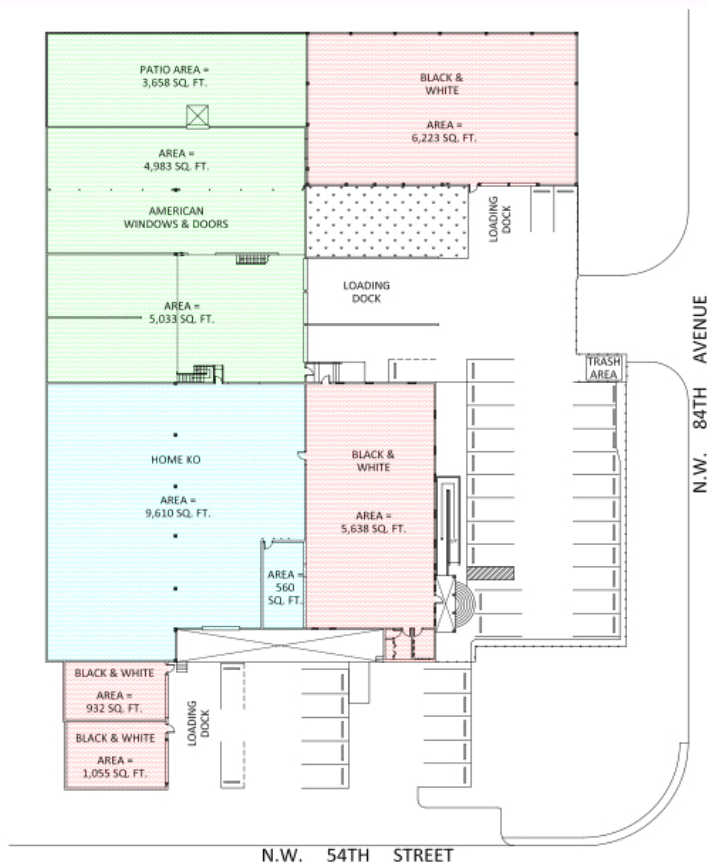 PATIO AREA =
3,658 SQ. FT.
BLACK &
WHITE
AREA =
6,223 SQ. FT.
AREA =
4,983 SQ. FT.
AMERICAN
WINDOWS & DOORS
LOADING
DOCK
LOADING
DOCK
AREA =
5,033 SQ. FT.
TRASH
AREA
N.W. 84TH AVENUE
HOME KO
AREA =
9,610 SQ. FT.
BLACK &
WHITE
AREA =
5,638 SQ. FT.
AREA =
560
SQ. FT.
BLACK & WHITE
AREA =
932 SQ. FT.
LOADING
DOCK
BLACK & WHITE
AREA =
1,055 SQ. FT.
N.W. 54TH STREET